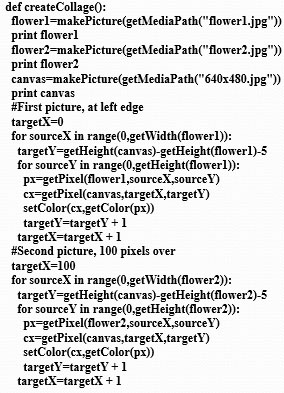 def createCollage():
flower1=makePicture(getMediaPath("flower1.jpg"))
print flower1
flower2=makePicture(getMediaPath("flower2.jpg"))
print flower2
canvas=makePicture(getMediaPath("640x480.jpg"))
print canvas
#First picture, at left edge
targetX=0
for sourceX in range(0,getWidth(flower1)):
targetY=getHeight(canvas)-getHeight(flower1)-5
for sourceY in range(0,getHeight(flower1)):
px=getPixel(flower1,sourceX,sourceY)
cx=getPixel(canvas,targetX,targetY)
setColor(cx,getColor(px))
targetY=targetY + 1
targetX=targetX + 1
#Second picture, 100 pixels over
targetX=100
for sourceX in range(0,getWidth(flower2)):
targetY=getHeight(canvas)-getHeight(flower2)-5
for sourceY in range(0,getHeight(flower2)):
px=getPixel(flower2,sourceX,sourceY)
cx=getPixel(canvas,targetX,targetY)
setColor(cx,getColor(px))
targetY=targetY + 1
targetX=targetX + 1